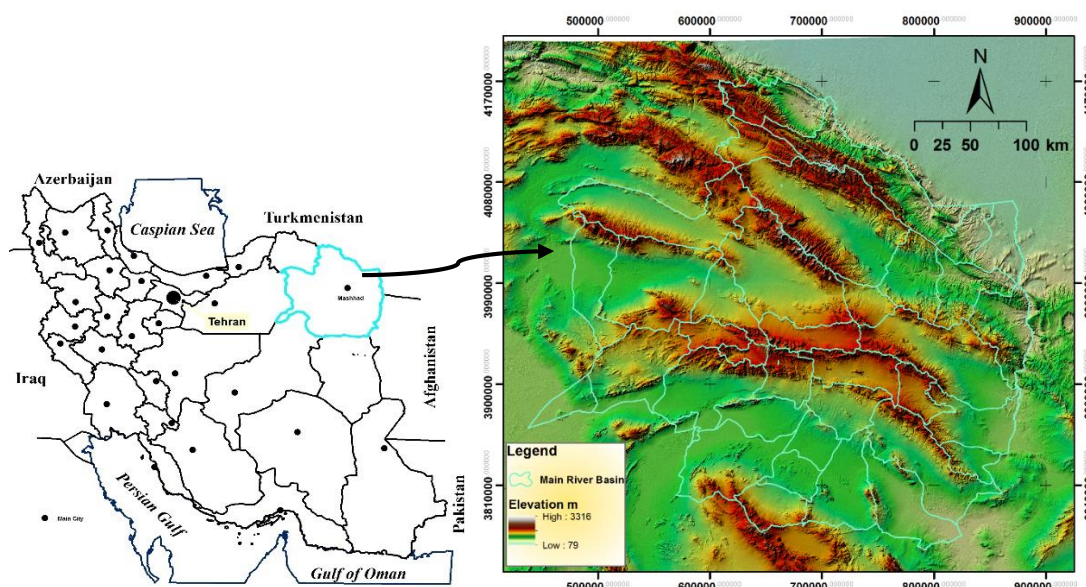 Azerbaijan
Caspian Sea
Turkmenistan
Mashhad
Tehran
Iraq
Afghanistan
Persian Gulf
Pakistan
Main City
Gulf of Oman
500000 600000 700000 800000 900000
N
0 25 50 100 km
4170000
4080000
3990000
3900000
3810000
Legend
Main River Basin
Elevation m
High : 3316
Low : 79
500000 600000 700000 800000 900000